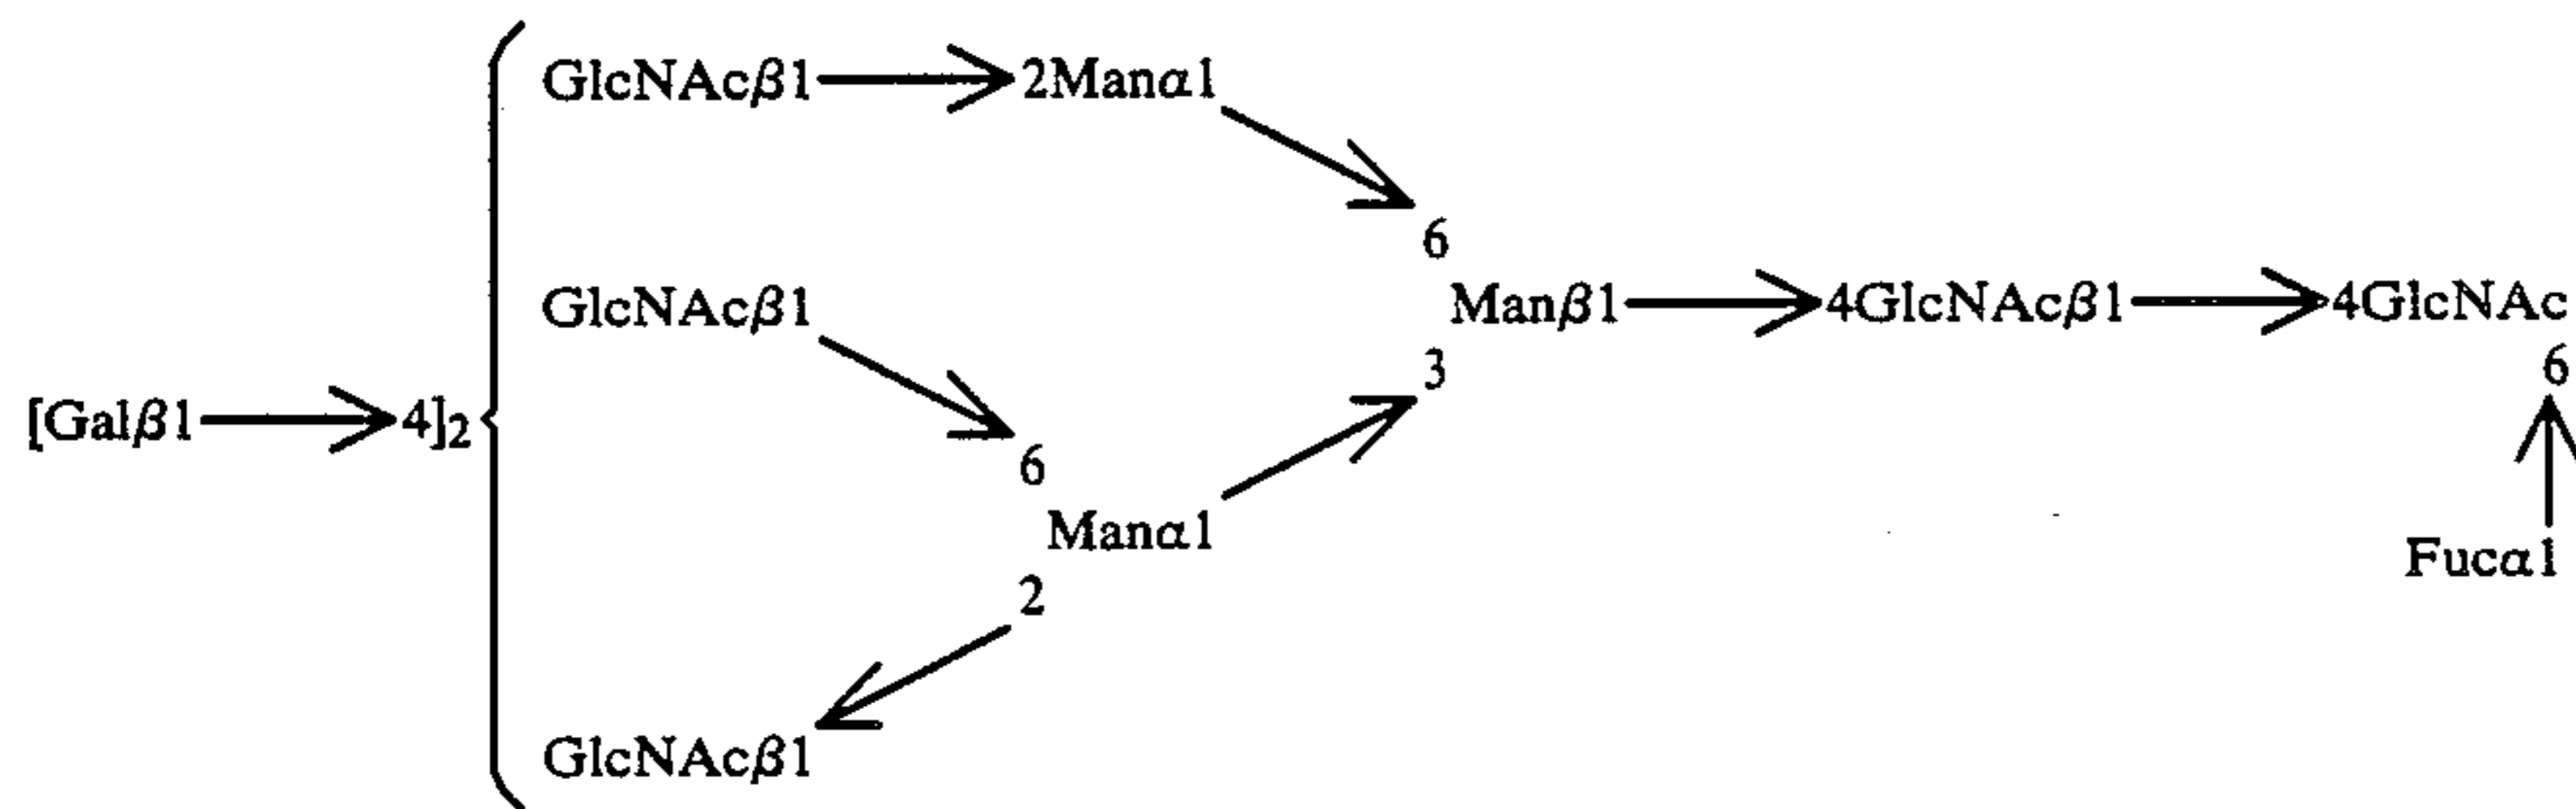 GlcNAcβ1 → 2Manα1
6
GlcNAcβ1
Manβ1 → 4GlcNAcβ1 → 4GlcNAc
3
6
[Galβ1 → 4]2
6
Manα1
Fucα1
2
GlcNAcβ1